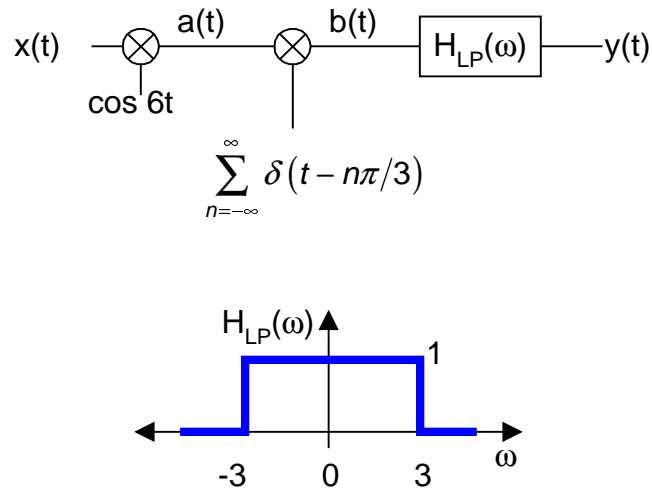 x(t) a(t) b(t) H_LP(ω) y(t)
cos 6t
∞
∑ δ(t − nπ/3)
n=−∞
H_LP(ω)
1
ω
-3 0 3